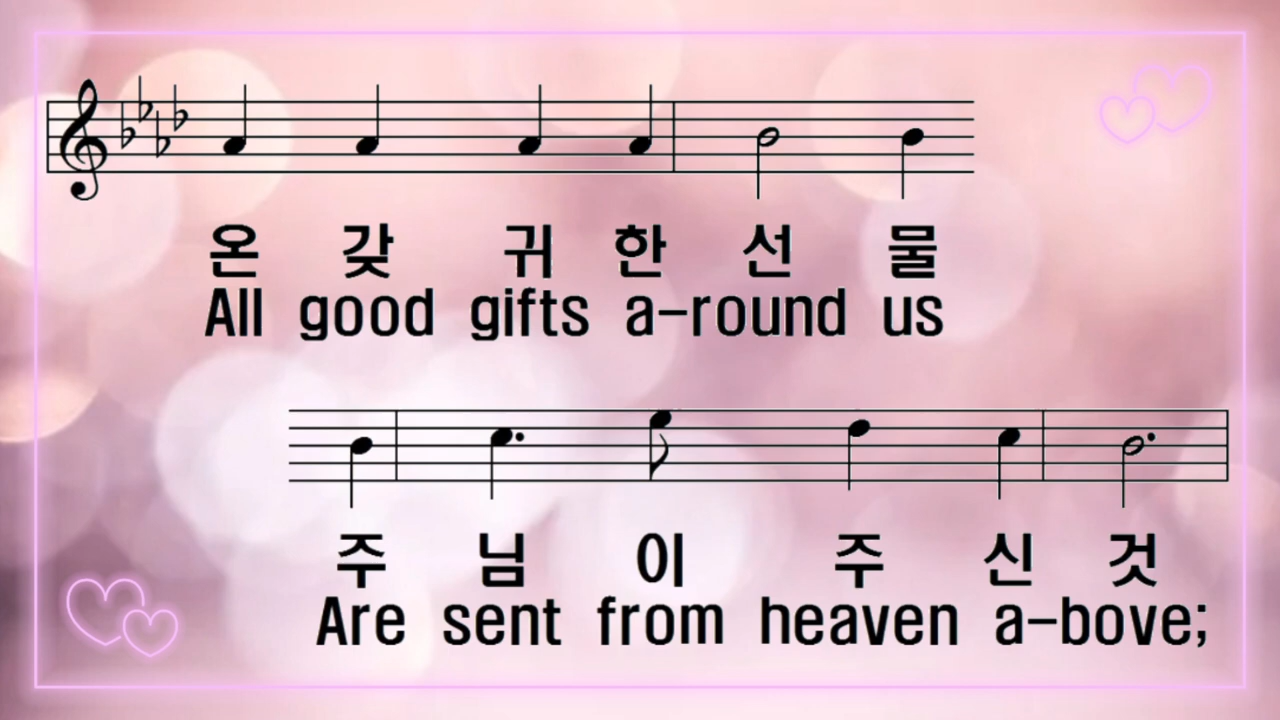 온 갖 귀 한 선 물
All good gifts a-round us
주 님 이 주 신 것
Are sent from heaven a-bove;